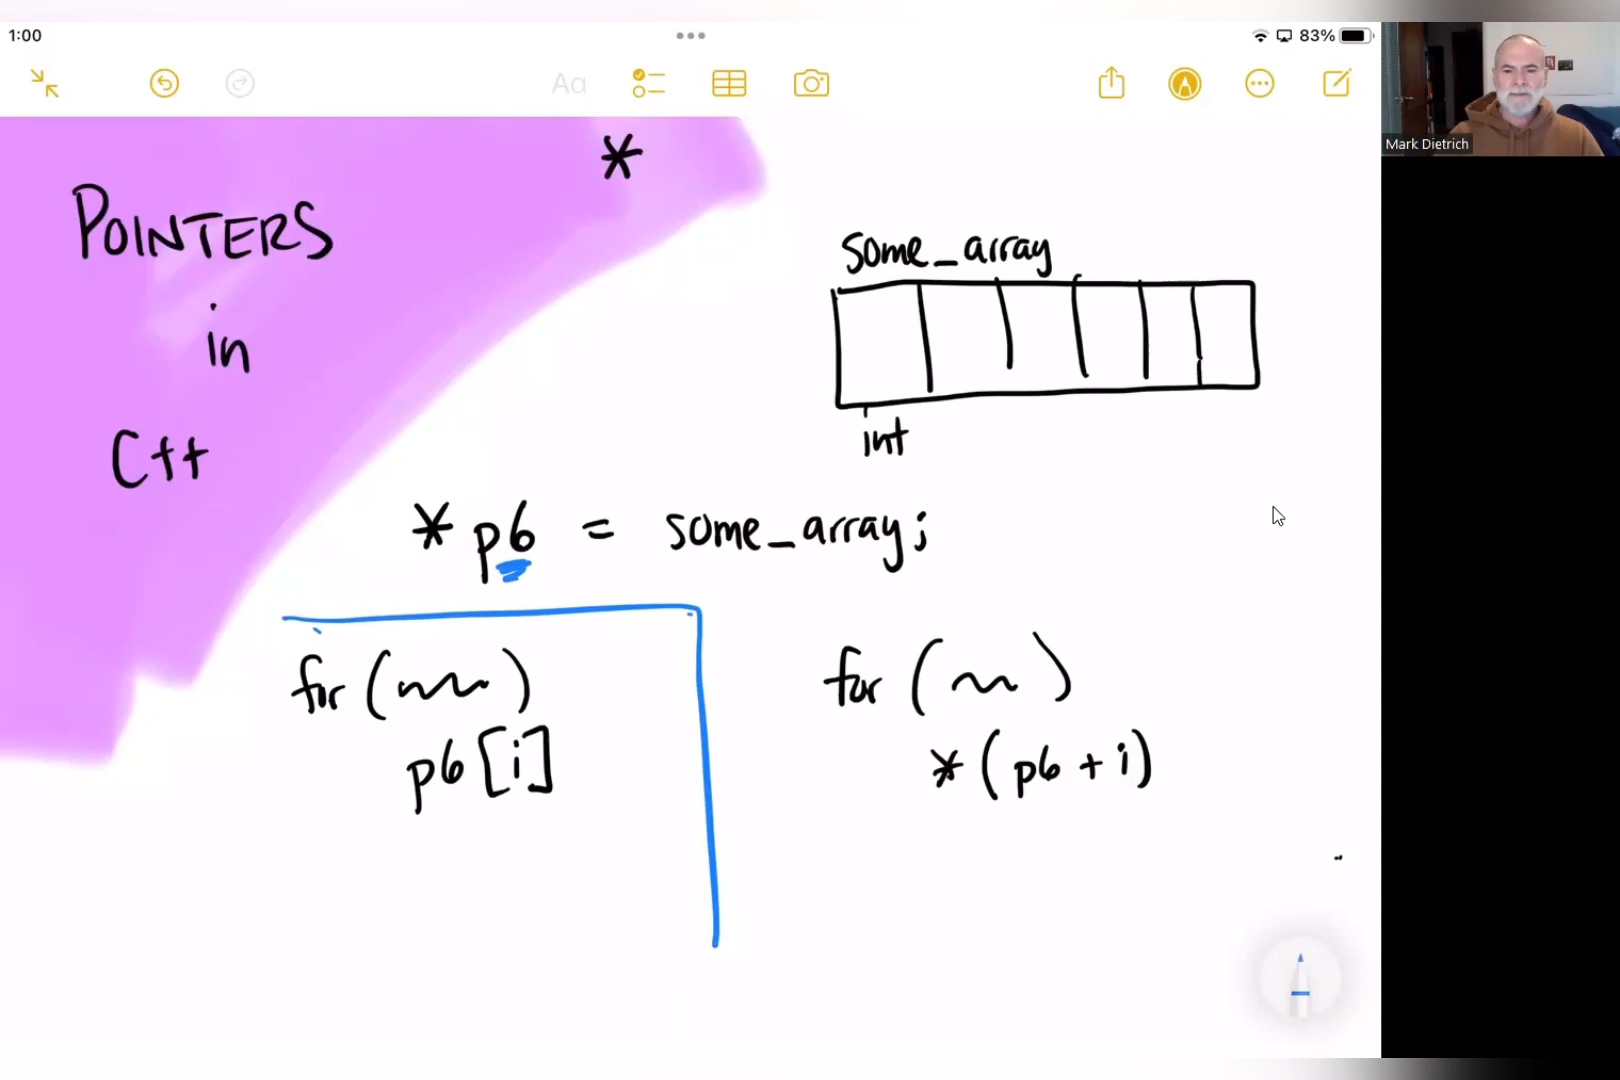 1:00
83%
Aa
Mark Dietrich
*
POINTERS
in
C++
some_array
int
*p6 = some_array;
for (
)
p6[i]
for (
)
*(p6+i)